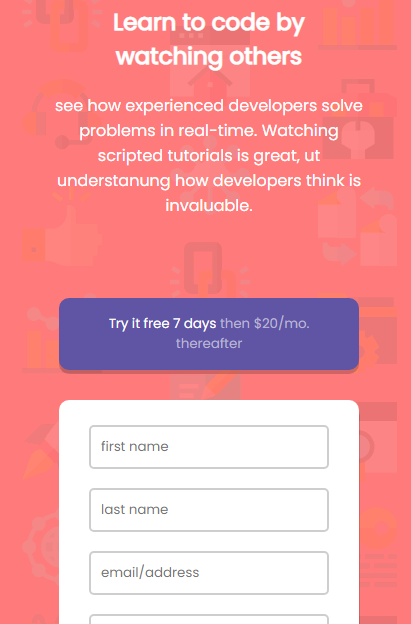 Learn to code by
watching others
see how experienced developers solve
problems in real-time. Watching
scripted tutorials is great, ut
understanung how developers think is
invaluable.
Try it free 7 days then $20/mo.
thereafter
first name
last name
email/address